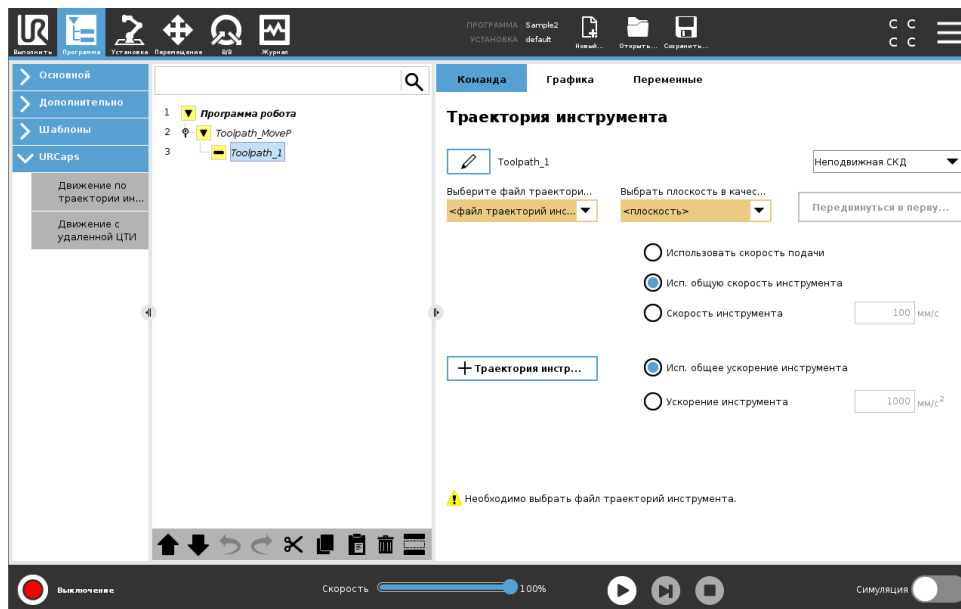 UR
ПРОГРАММА Sample2
УСТАНОВКА default
Выполнить Программа Установка Перемещение В/В Журнал
Новый... Открыть... Сохранить...
C C
C C
Основной
Дополнительно
Шаблоны
URCaps
Движение по
траектории ин...
Движение с
удаленной ЦТИ
1 Программа робота
2 Toolpath_MoveP
3 Toolpath_1
Команда Графика Переменные
Траектория инструмента
Toolpath_1 Неподвижная СКД
Выберите файл траектори... Выбрать плоскость в качес...
<файл траекторий инс... <плоскость> Передвинуться в перву...
Использовать скорость подачи
Исп. общую скорость инструмента
Скорость инструмента 100 мм/с
Траектория инстр... Исп. общее ускорение инструмента
Ускорение инструмента 1000 мм/с²
Необходимо выбрать файл траекторий инструмента.
Выключение Скорость 100% Симуляция